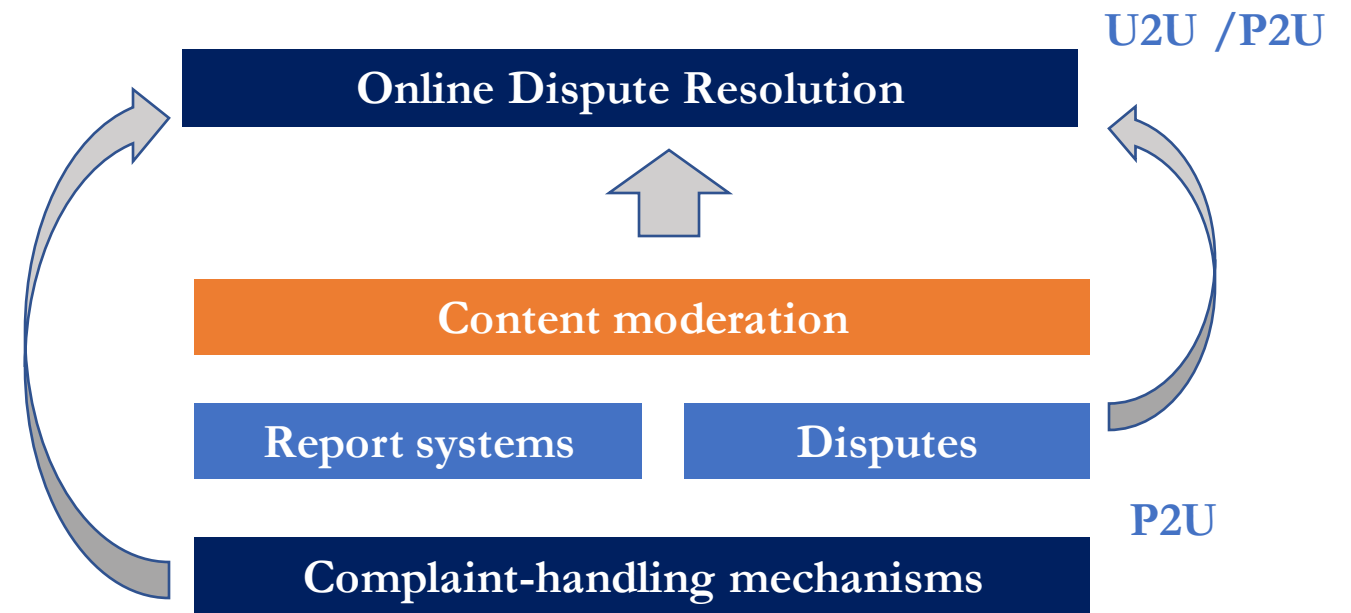 U2U /P2U
Online Dispute Resolution
Content moderation
Report systems
Disputes
P2U
Complaint-handling mechanisms